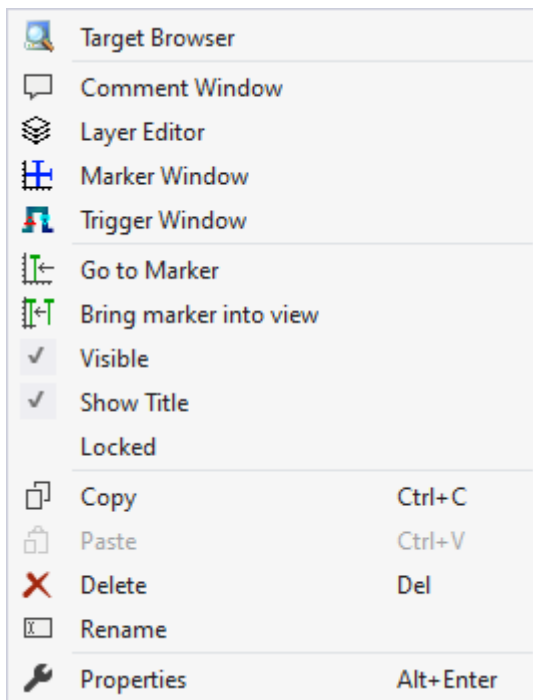 Target Browser
Comment Window
Layer Editor
Marker Window
Trigger Window
Go to Marker
Bring marker into view
Visible
Show Title
Locked
Copy Ctrl+C
Paste Ctrl+V
Delete Del
Rename
Properties Alt+Enter